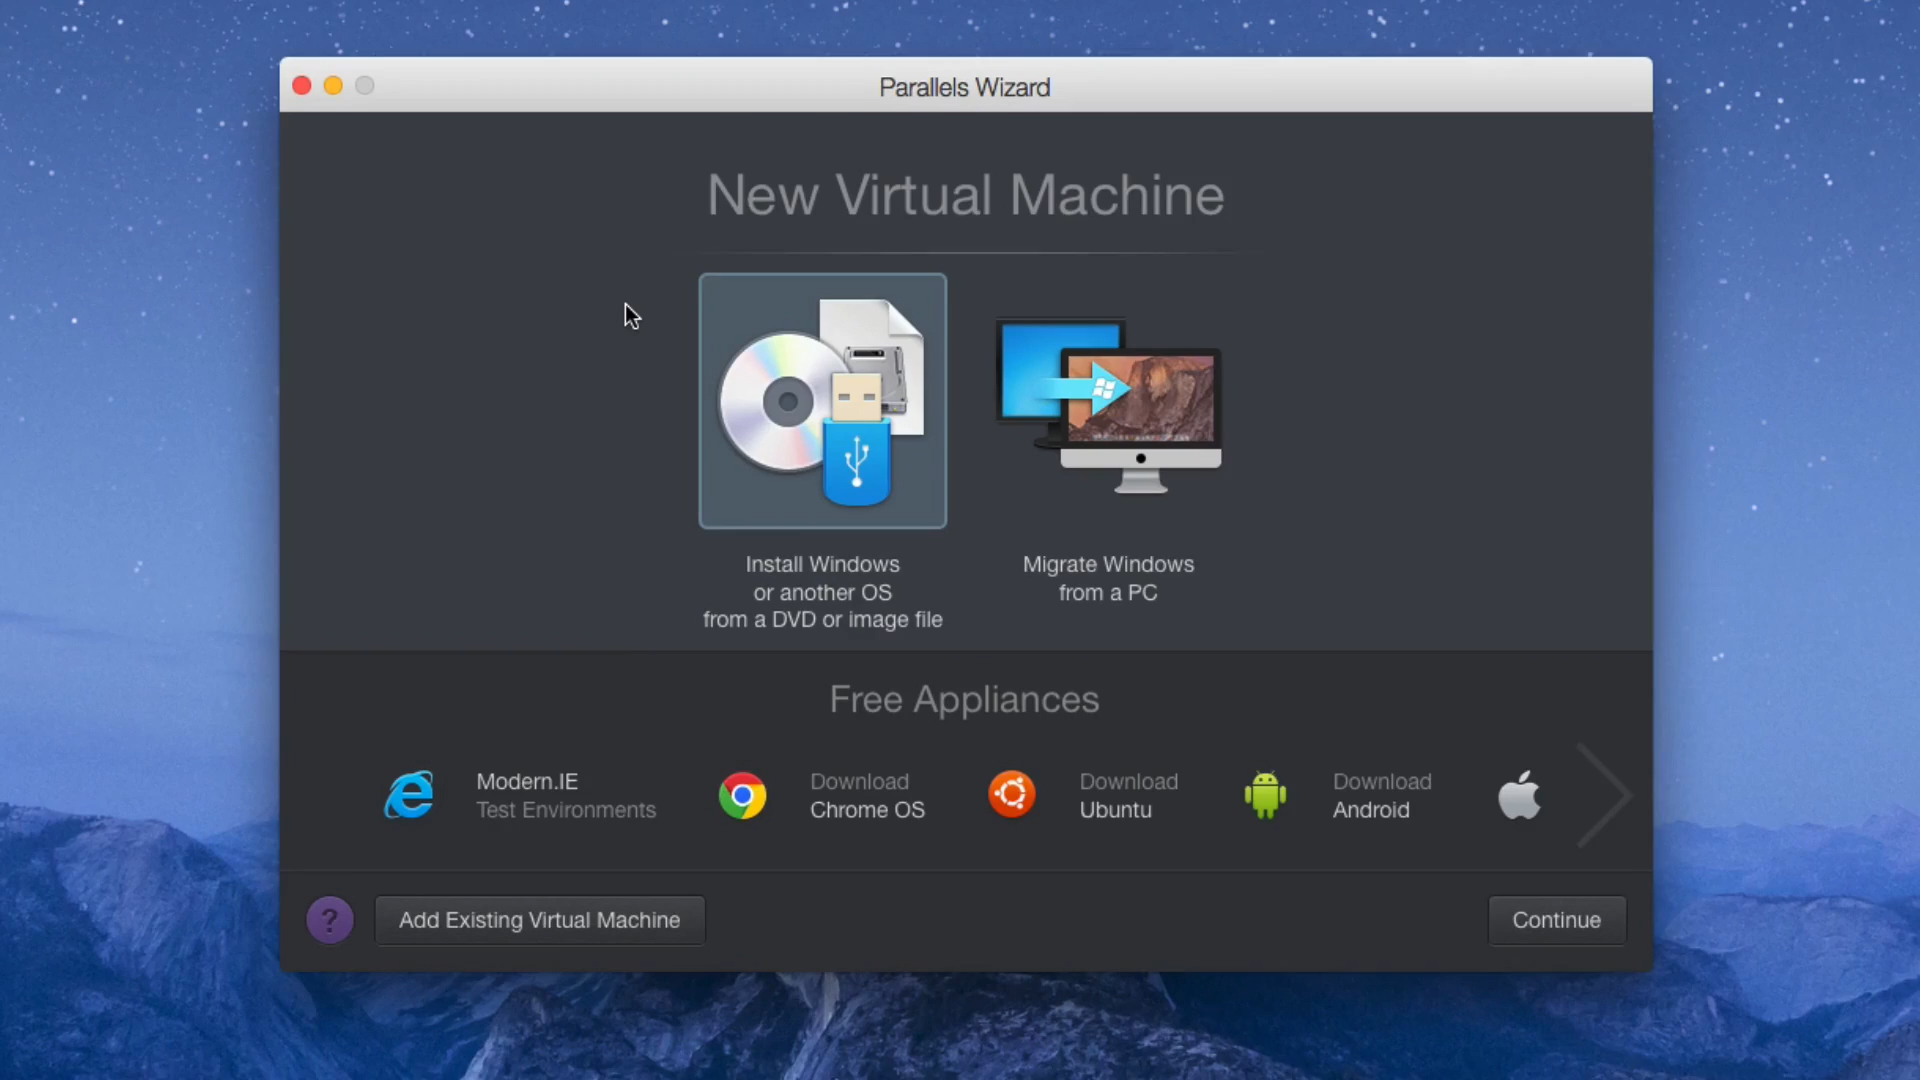 Parallels Wizard
New Virtual Machine
Install Windows
or another OS
from a DVD or image file
Migrate Windows
from a PC
Free Appliances
Modern.IE
Test Environments
Download
Chrome OS
Download
Ubuntu
Download
Android
?
Add Existing Virtual Machine
Continue